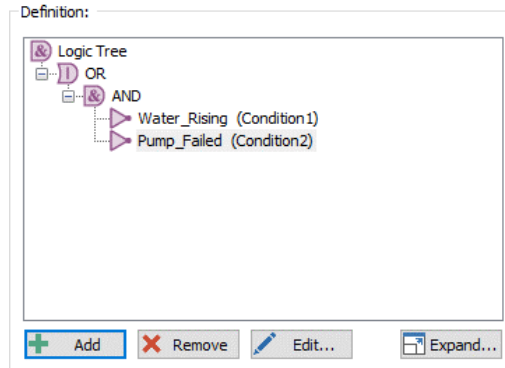 Definition:
& Logic Tree
OR
& AND
Water_Rising (Condition1)
Pump_Failed (Condition2)
Add Remove Edit... Expand...